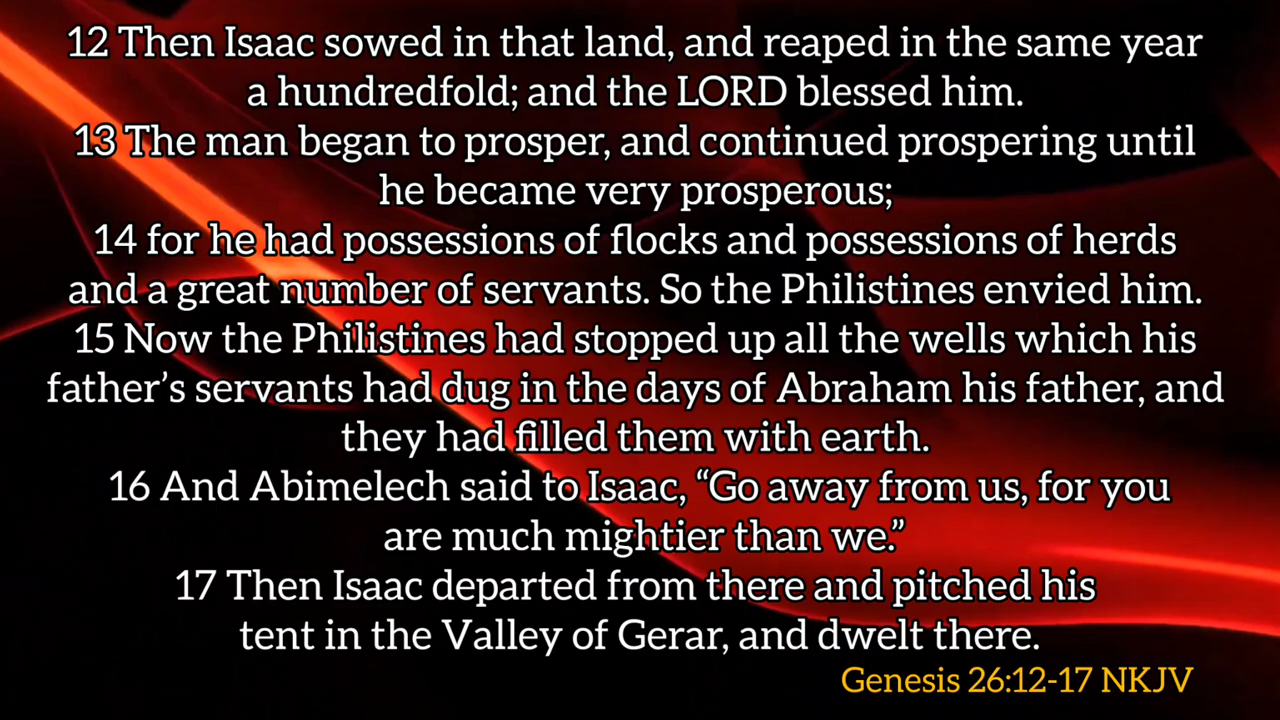 12 Then Isaac sowed in that land, and reaped in the same year
a hundredfold; and the LORD blessed him.
13 The man began to prosper, and continued prospering until
he became very prosperous;
14 for he had possessions of flocks and possessions of herds
and a great number of servants. So the Philistines envied him.
15 Now the Philistines had stopped up all the wells which his
father’s servants had dug in the days of Abraham his father, and
they had filled them with earth.
16 And Abimelech said to Isaac, “Go away from us, for you
are much mightier than we.”
17 Then Isaac departed from there and pitched his
tent in the Valley of Gerar, and dwelt there.
Genesis 26:12-17 NKJV